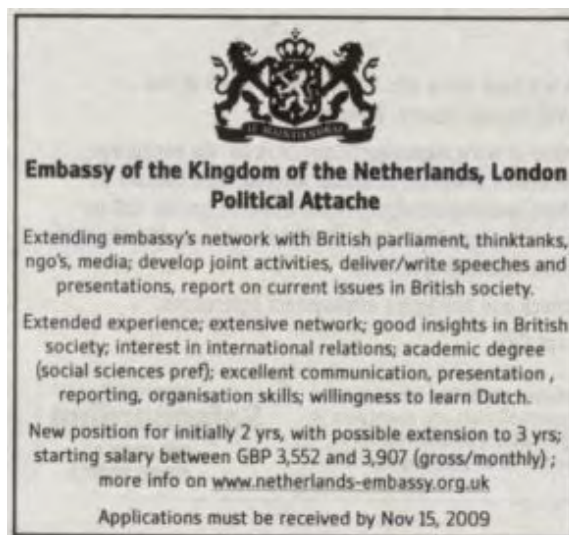 JE MAINTIENDRAI
Embassy of the Kingdom of the Netherlands, London
Political Attache
Extending embassy's network with British parliament, thinktanks,
ngo's, media; develop joint activities, deliver/write speeches and
presentations, report on current issues in British society.
Extended experience; extensive network; good insights in British
society; interest in international relations; academic degree
(social sciences pref); excellent communication, presentation ,
reporting, organisation skills; willingness to learn Dutch.
New position for initially 2 yrs, with possible extension to 3 yrs;
starting salary between GBP 3,552 and 3,907 (gross/monthly) ;
more info on www.netherlands-embassy.org.uk
Applications must be received by Nov 15, 2009